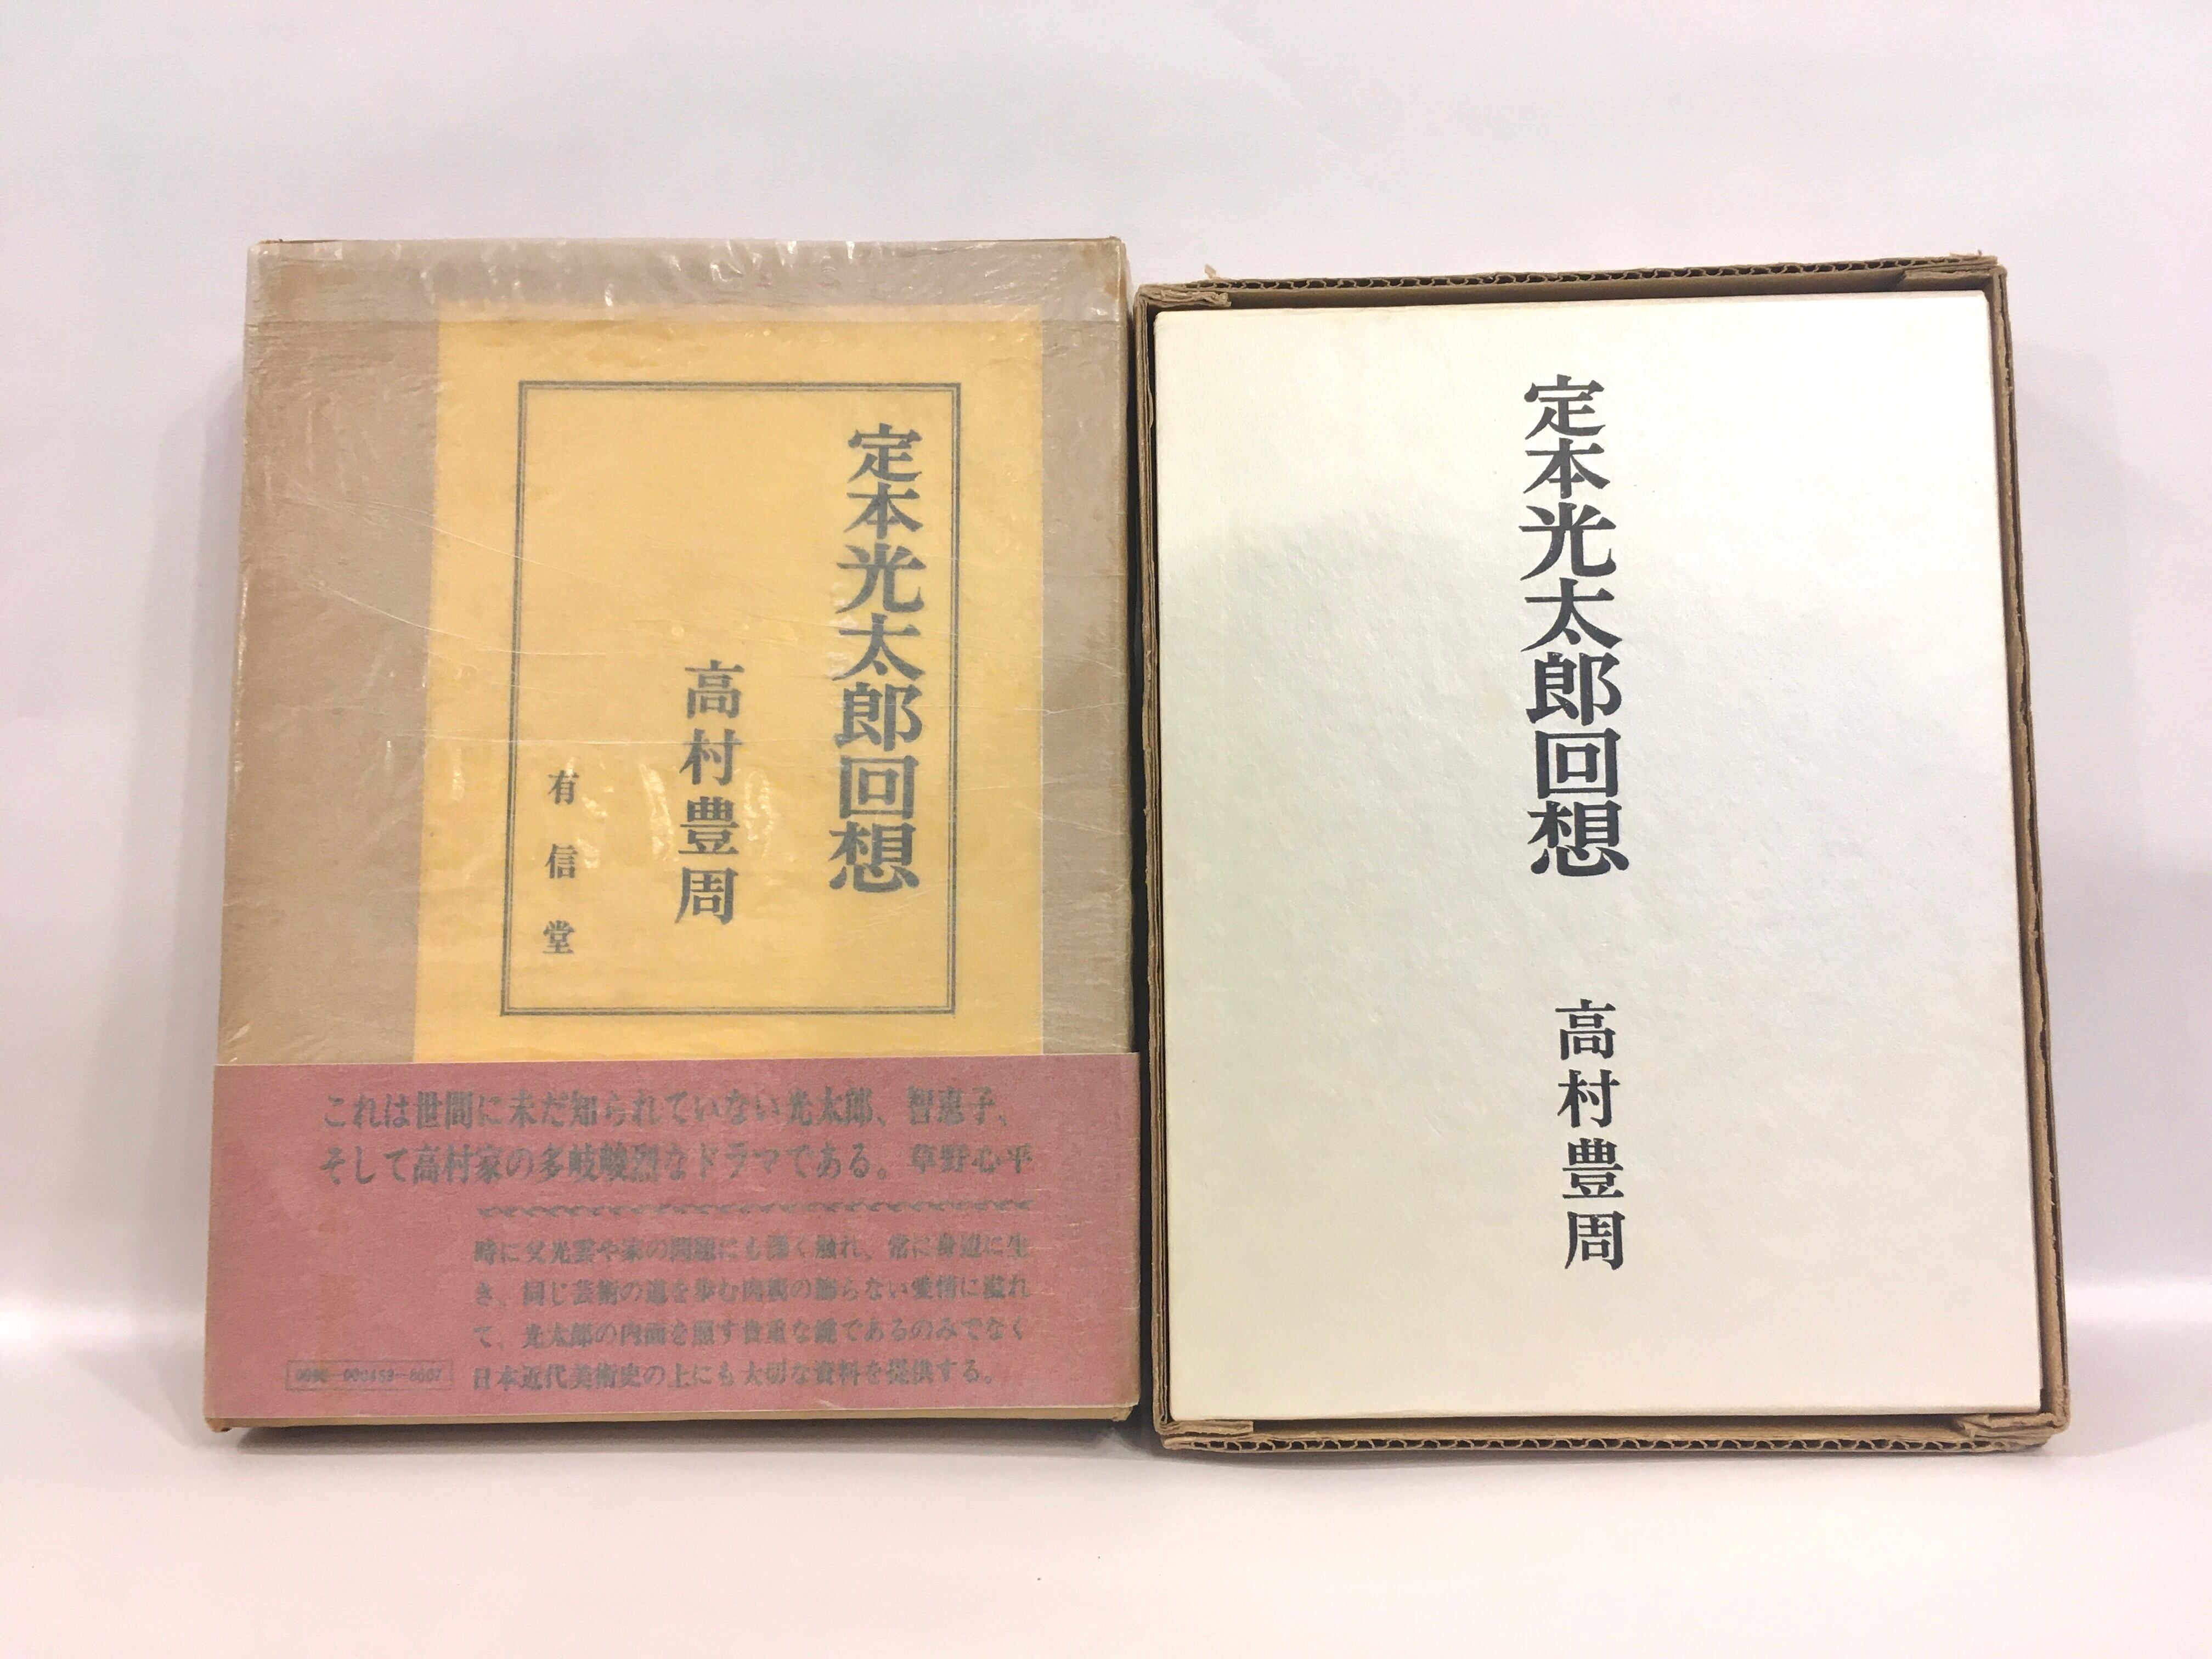 定本光太郎回想
高村豊周
有信堂
これは世間に未だ知られていない光太郎、智恵子、
そして高村家の多岐峻烈なドラマである。草野心平
時に父光雲や家の問題にも深く触れ、常に身辺に生
き、同じ芸術の道を歩む肉親の飾らない愛情に溢れ
て、光太郎の内面を照す貴重な鏡であるのみでなく
日本近代美術史の上にも大切な資料を提供する。
定本光太郎回想
高村豊周